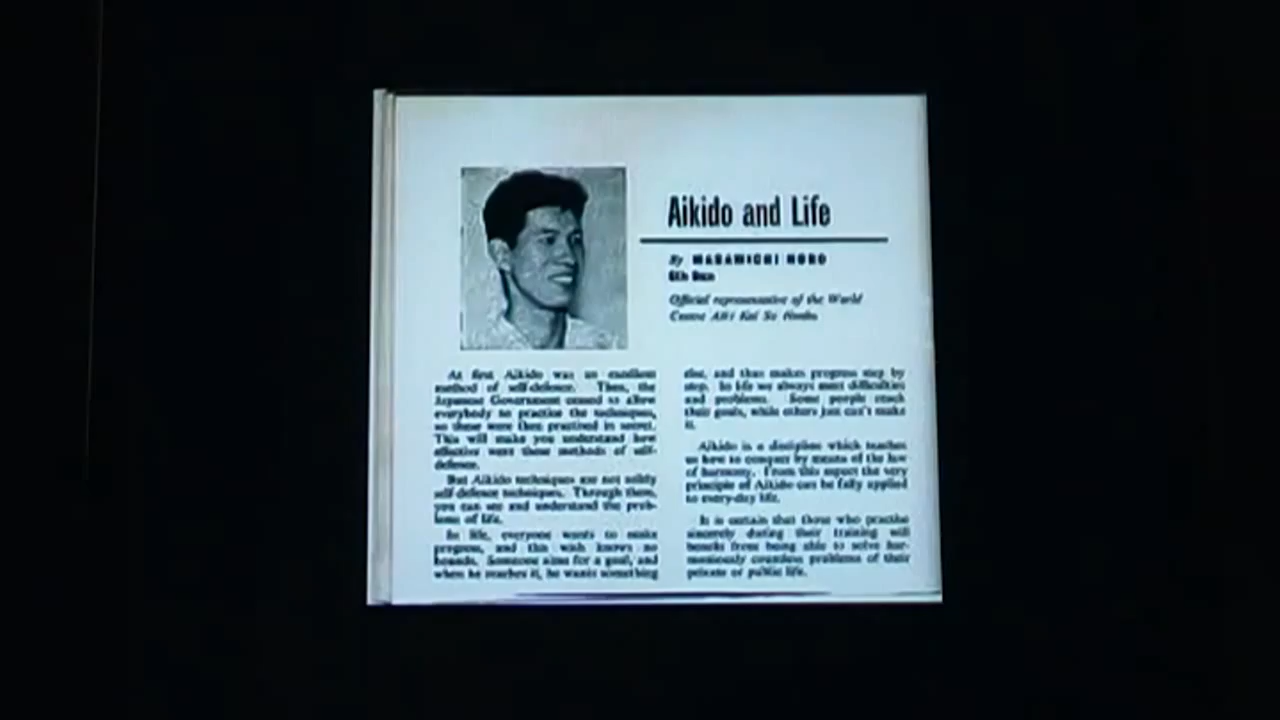 Aikido and Life
By MASAMICHI NORO
6th Dan
Official representative of the World
Centre Aiki Kai So Hombu
At first Aikido was an excellent
method of self-defence. Then, the
Japanese Government ceased to allow
everybody to practise the techniques,
so these were then practised in secret.
This will make you understand how
effective were these methods of self-
defence.
But Aikido techniques are not solely
self-defence techniques. Through them,
you can see and understand the prob-
lems of life.
In life, everyone wants to make
progress, and this wish knows no
bounds. Someone aims for a goal, and
when he reaches it, he wants something
else, and thus makes progress step by
step. In life we always meet difficulties
and problems. Some people reach
their goals, while others just can't make
it.
Aikido is a discipline which teaches
us how to conquer by means of the law
of harmony. From this aspect the very
principle of Aikido can be fully applied
to every-day life.
It is certain that those who practise
sincerely during their training will
benefit from being able to solve har-
moniously countless problems of their
private or public life.